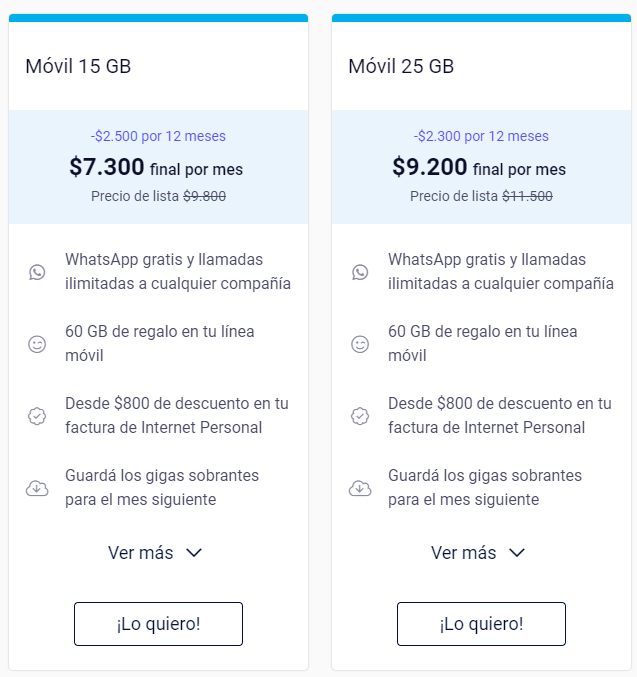 Móvil 15 GB
-$2.500 por 12 meses
$7.300 final por mes
Precio de lista $9.800
WhatsApp gratis y llamadas
ilimitadas a cualquier compañía
60 GB de regalo en tu línea
móvil
Desde $800 de descuento en tu
factura de Internet Personal
Guardá los gigas sobrantes
para el mes siguiente
Ver más
¡Lo quiero!
Móvil 25 GB
-$2.300 por 12 meses
$9.200 final por mes
Precio de lista $11.500
WhatsApp gratis y llamadas
ilimitadas a cualquier compañía
60 GB de regalo en tu línea
móvil
Desde $800 de descuento en tu
factura de Internet Personal
Guardá los gigas sobrantes
para el mes siguiente
Ver más
¡Lo quiero!